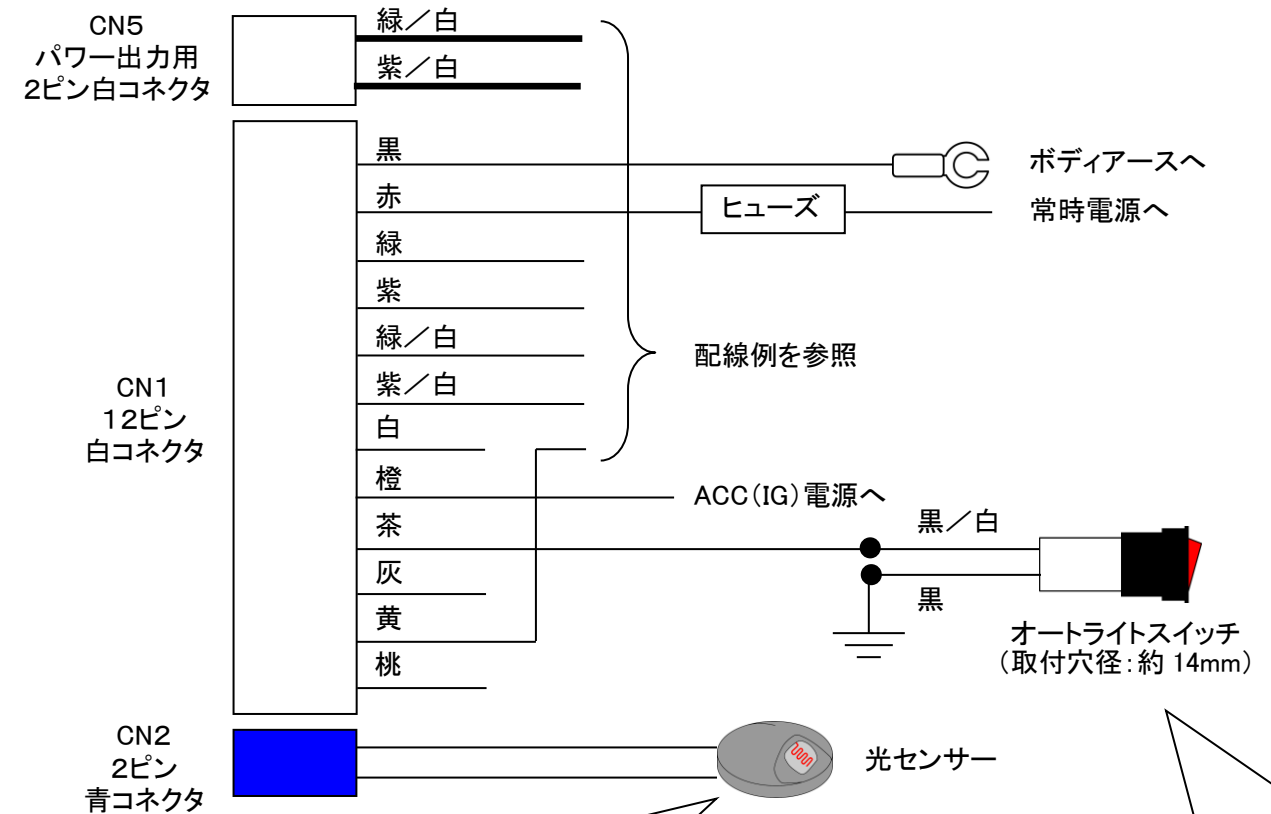 CN5
パワー出力用
2ピン白コネクタ
緑／白
紫／白
黒
ボディアースへ
赤
ヒューズ
常時電源へ
緑
紫
緑／白
配線例を参照
紫／白
CN1
12ピン
白コネクタ
白
橙
ACC(IG)電源へ
茶
黒／白
灰
黒
黄
オートライトスイッチ
(取付穴径：約 14mm)
桃
CN2
2ピン
青コネクタ
光センサー